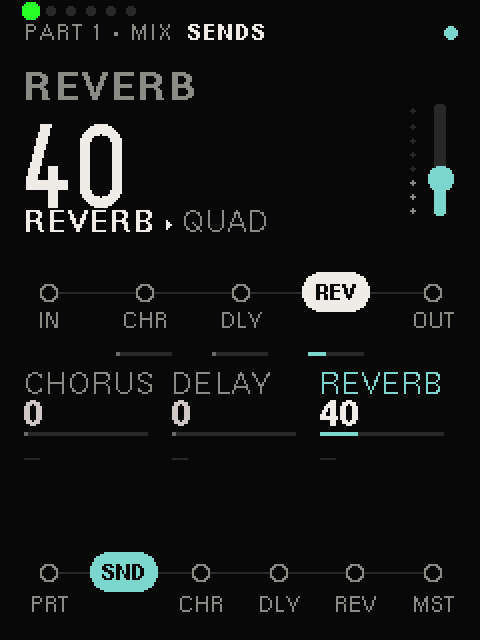 PART 1 · MIX SENDS
REVERB
40
REVERB ▸ QUAD
REV
IN CHR DLY OUT
CHORUS DELAY REVERB
0 0 40
SND
PRT CHR DLY REV MST